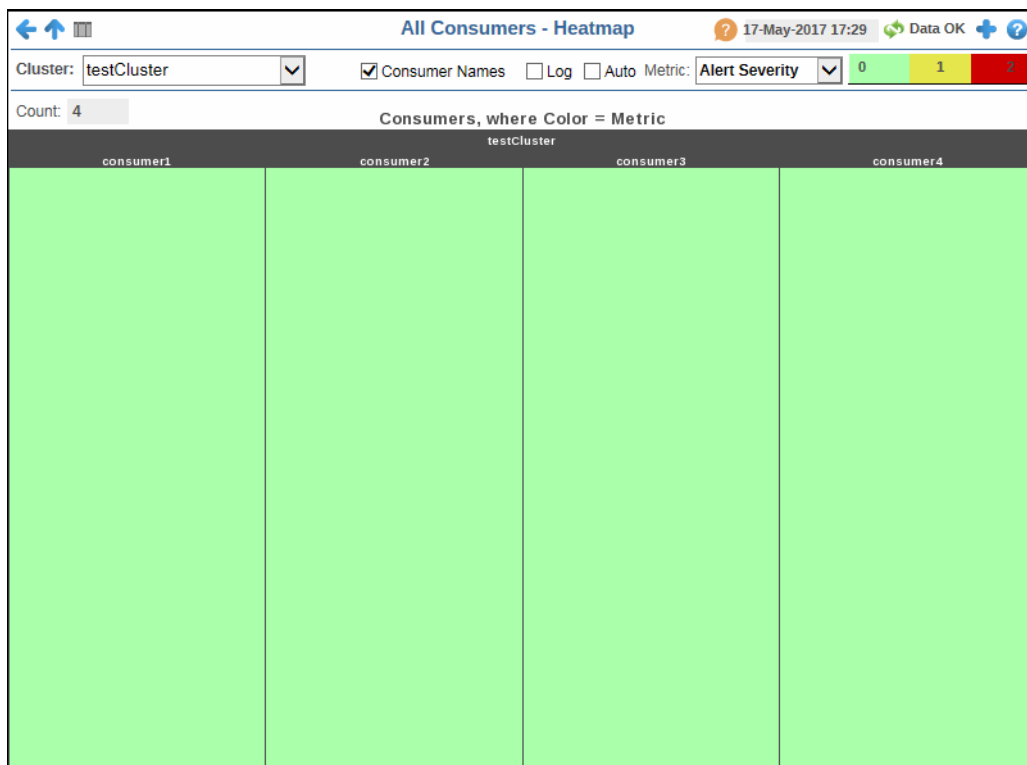 All Consumers - Heatmap ? 17-May-2017 17:29 Data OK ?
Cluster: testCluster Consumer Names Log Auto Metric: Alert Severity 0 1 2
Count: 4
Consumers, where Color = Metric
testCluster
consumer1 consumer2 consumer3 consumer4